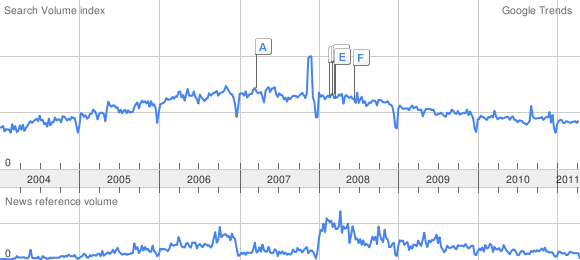 Search Volume index Google Trends
A
E F
0
2004 2005 2006 2007 2008 2009 2010 2011
News reference volume
0